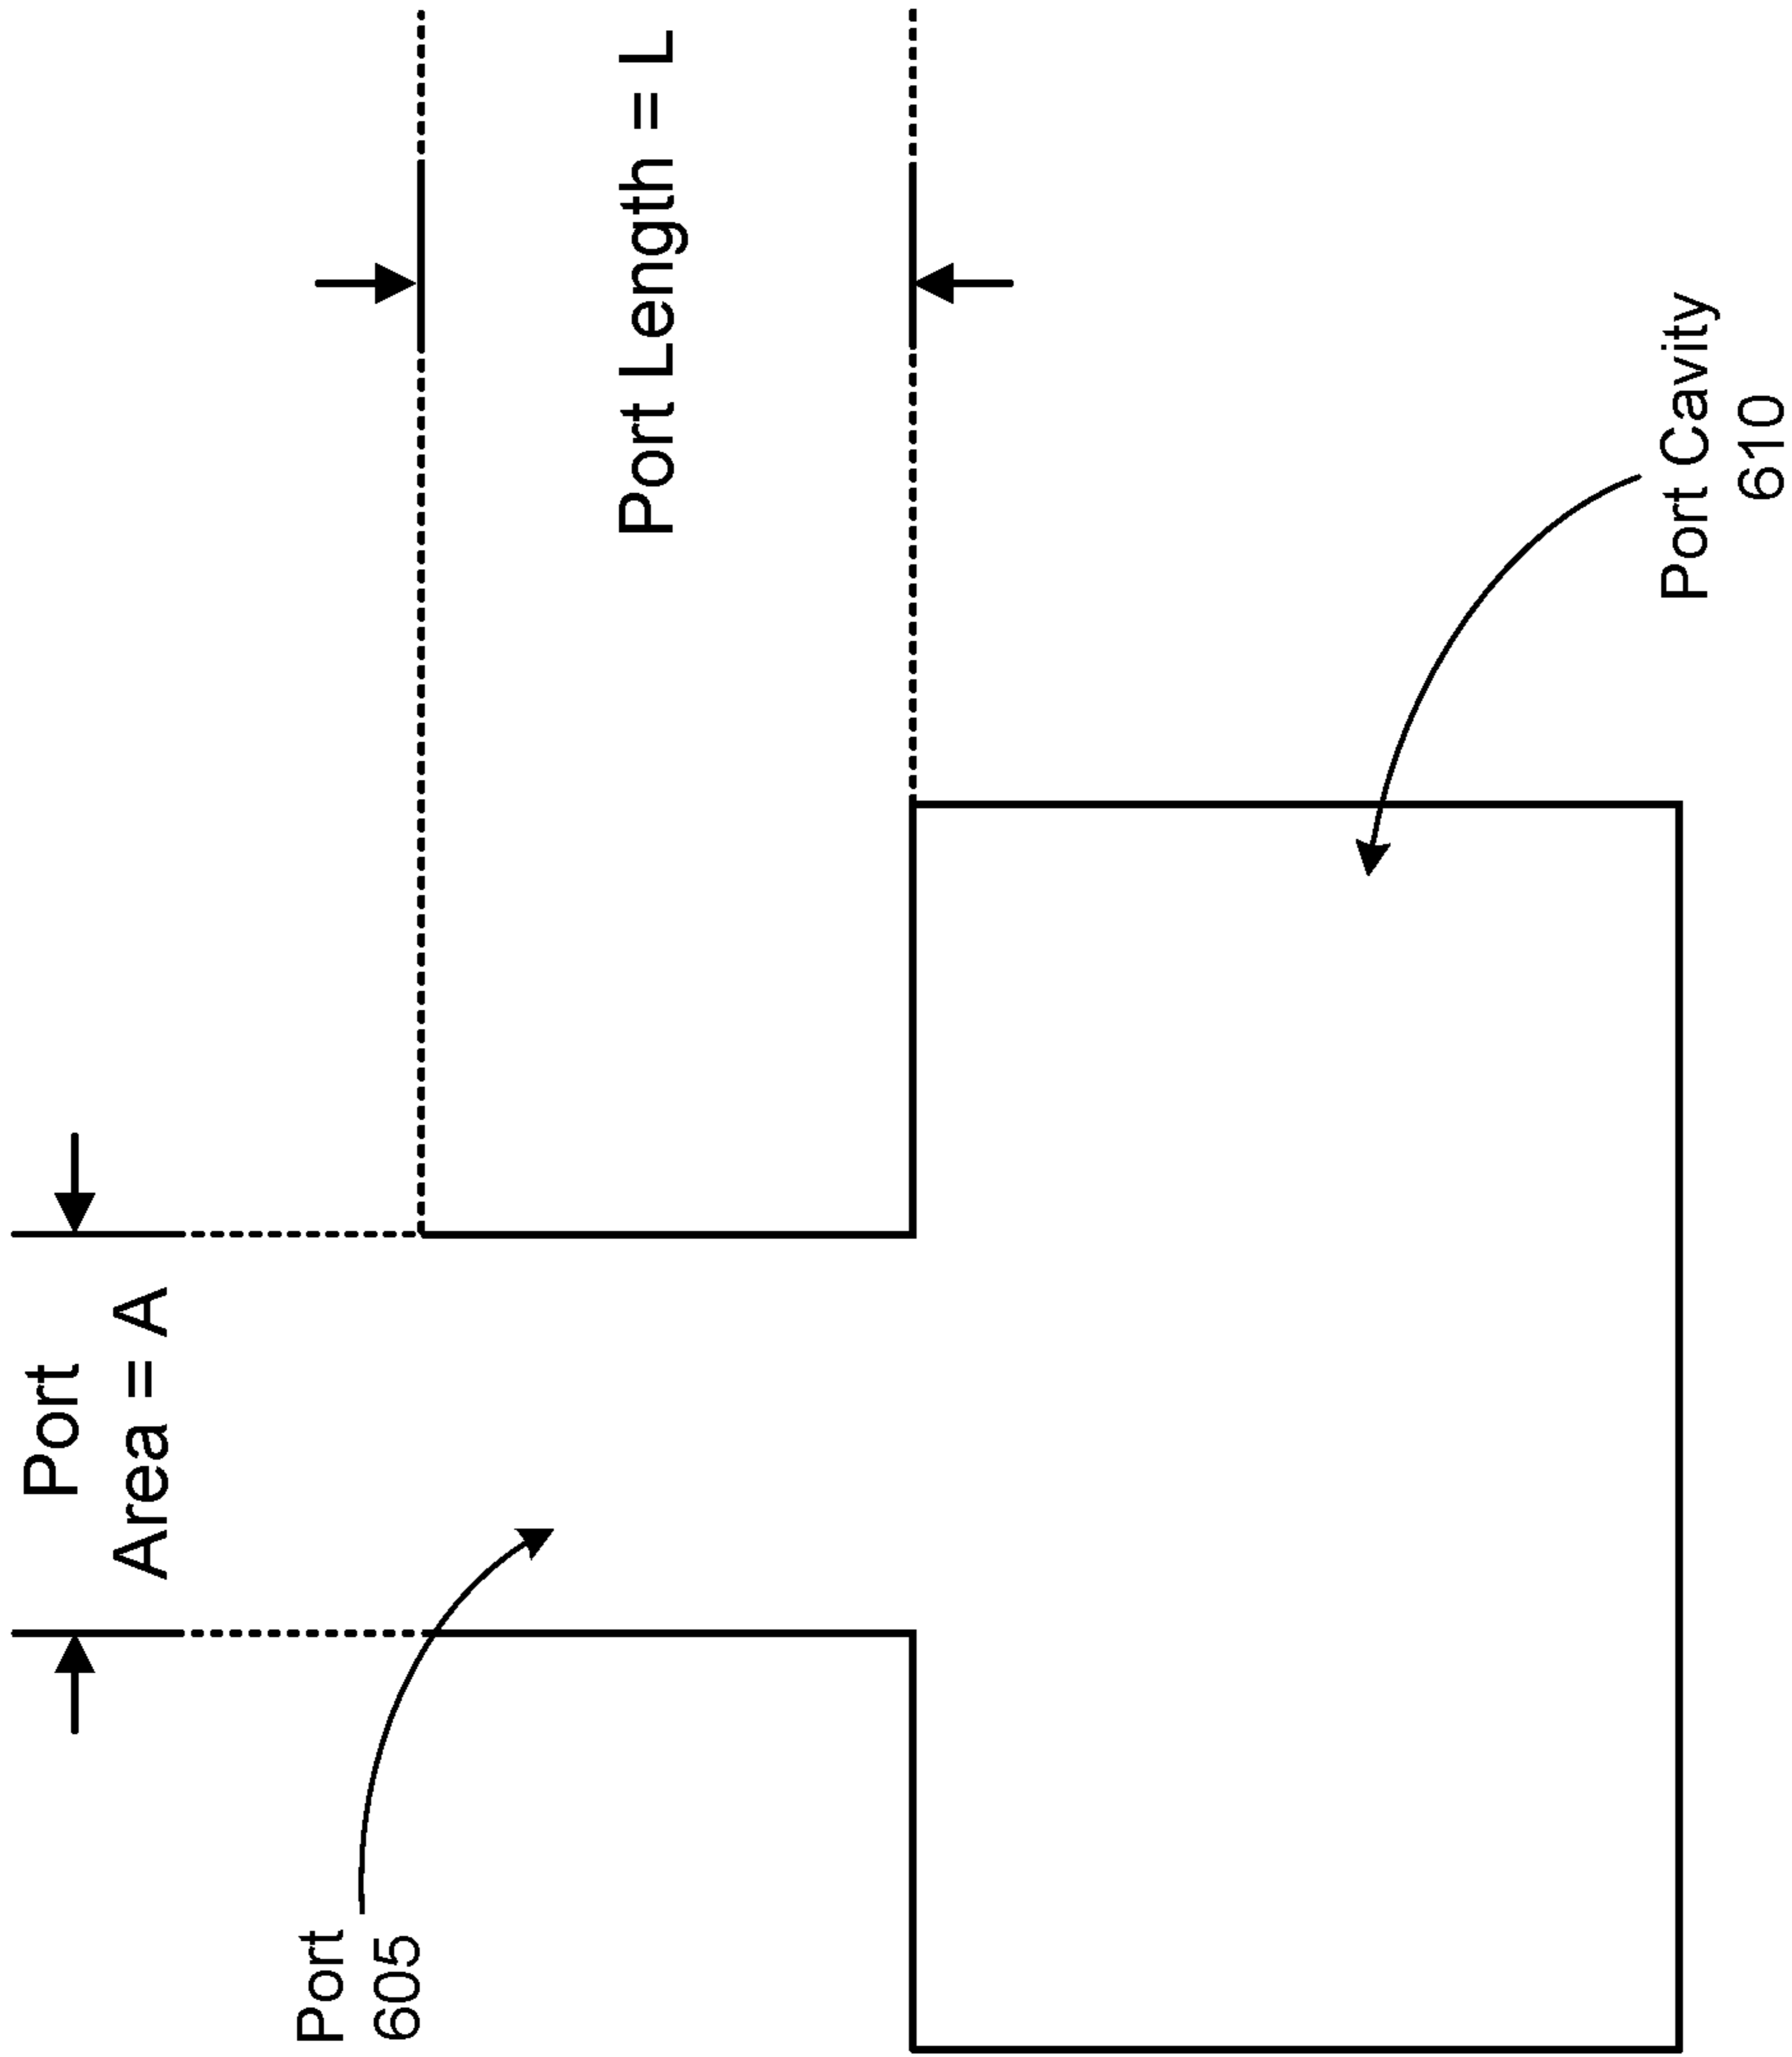 Port
Area = A
Port Length = L
Port
605
Port Cavity
610